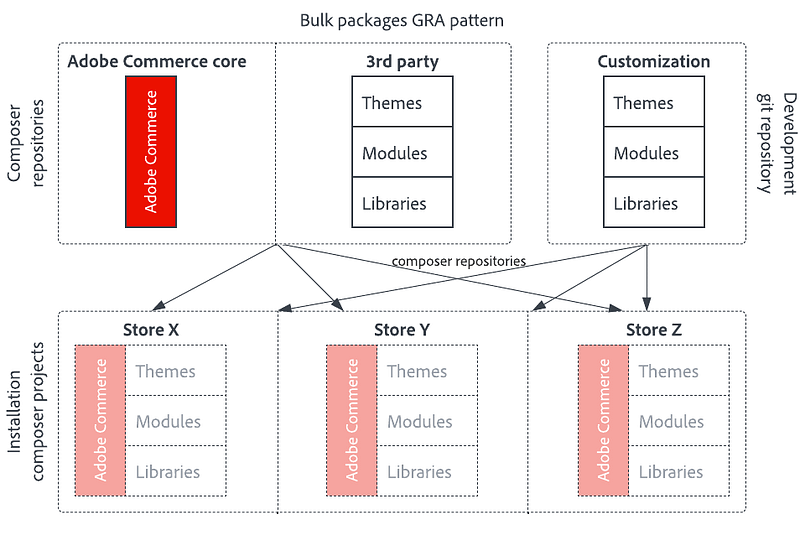 Bulk packages GRA pattern
Composer
repositories
Adobe Commerce core
Adobe Commerce
3rd party
Themes
Modules
Libraries
Customization
Themes
Modules
Libraries
Development
git repository
composer repositories
Installation
composer projects
Store X
Adobe Commerce
Themes
Modules
Libraries
Store Y
Adobe Commerce
Themes
Modules
Libraries
Store Z
Adobe Commerce
Themes
Modules
Libraries